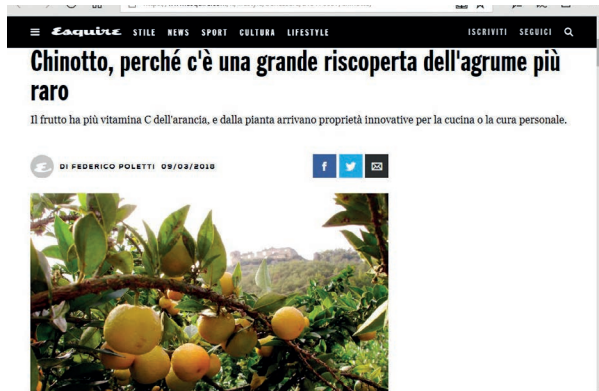 Esquire STILE NEWS SPORT CULTURA LIFESTYLE ISCRIVITI SEGUICI
Chinotto, perché c'è una grande riscoperta dell'agrume più
raro
Il frutto ha più vitamina C dell'arancia, e dalla pianta arrivano proprietà innovative per la cucina o la cura personale.
DI FEDERICO POLETTI 09/03/2018